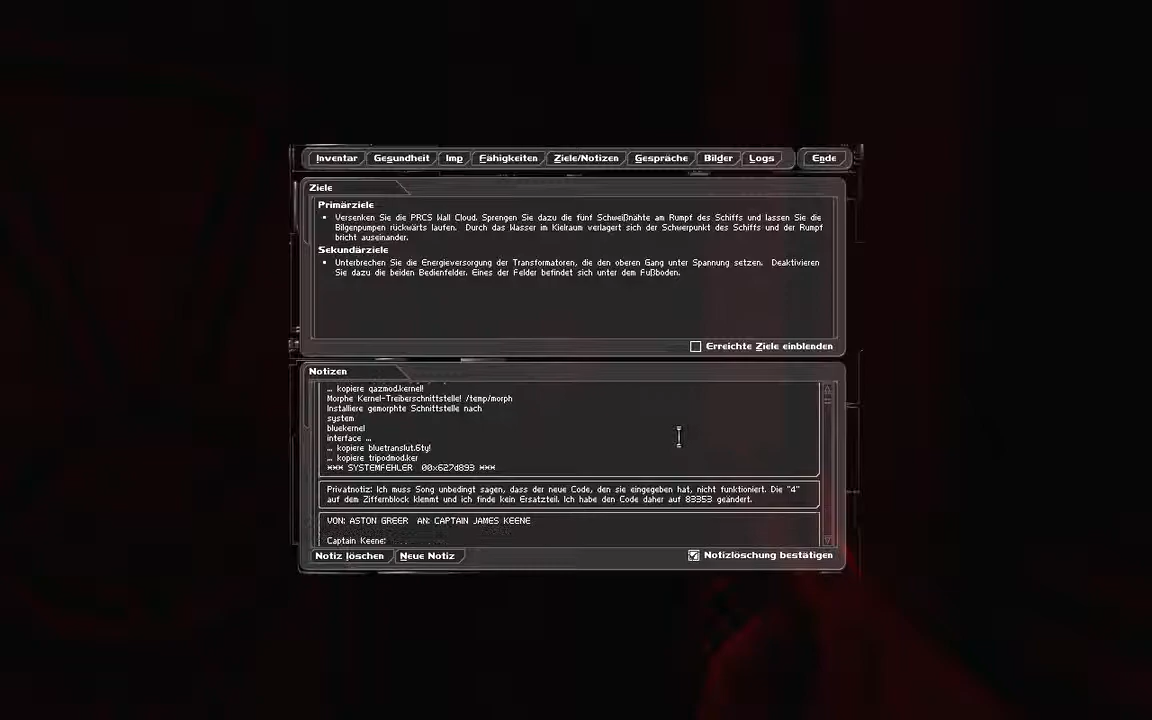 Inventar Gesundheit Imp Fähigkeiten Ziele/Notizen Gespräche Bilder Logs Ende
Ziele
Primärziele
• Versenken Sie die PRCS Wall Cloud. Sprengen Sie dazu die fünf Schweißnähte am Rumpf des Schiffs und lassen Sie die
Bilgenpumpen rückwärts laufen. Durch das Wasser im Kielraum verlagert sich der Schwerpunkt des Schiffs und der Rumpf
bricht auseinander.
Sekundärziele
• Unterbrechen Sie die Energieversorgung der Transformatoren, die den oberen Gang unter Spannung setzen. Deaktivieren
Sie dazu die beiden Bedienfelder. Eines der Felder befindet sich unter dem Fußboden.
Erreichte Ziele einblenden
Notizen
... kopiere qazmod.kernel!
Morphe Kernel-Treiberschnittstelle! /temp/morph
Installiere gemorphte Schnittstelle nach
system
bluekernel
interface ...
... kopiere bluetranslut.6ty!
... kopiere tripodmod.ker
*** SYSTEMFEHLER 00x627d893 ***
Privatnotiz: Ich muss Song unbedingt sagen, dass der neue Code, den sie eingegeben hat, nicht funktioniert. Die "4"
auf dem Ziffernblock klemmt und ich finde kein Ersatzteil. Ich habe den Code daher auf 83353 geändert.
VON: ASTON GREER AN: CAPTAIN JAMES KEENE
Captain Keene:
Notiz löschen Neue Notiz Notizlöschung bestätigen